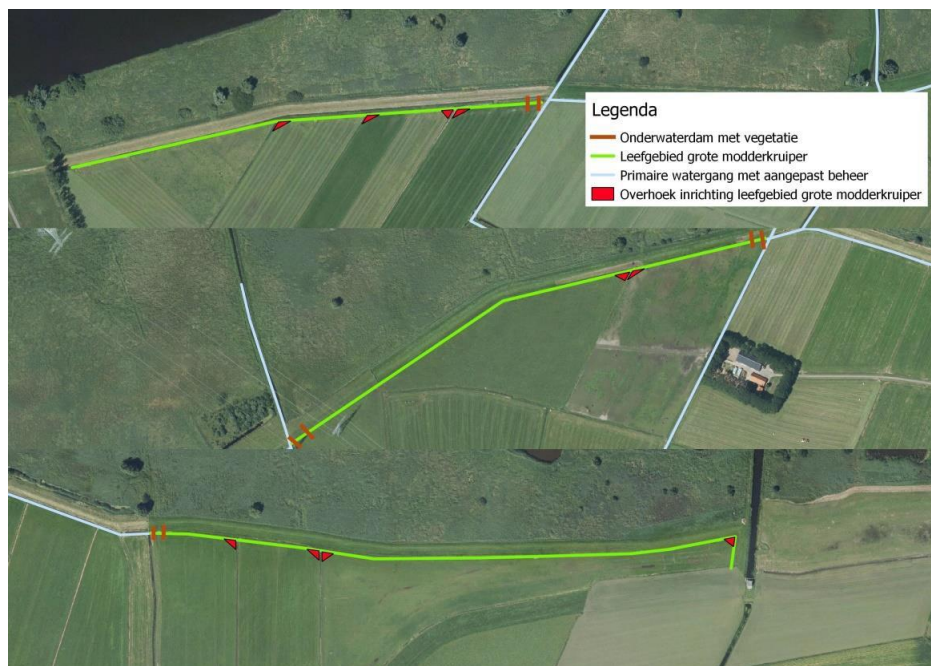 Legenda
Onderwaterdam met vegetatie
Leefgebied grote modderkruiper
Primaire watergang met aangepast beheer
Overhoek inrichting leefgebied grote modderkruiper